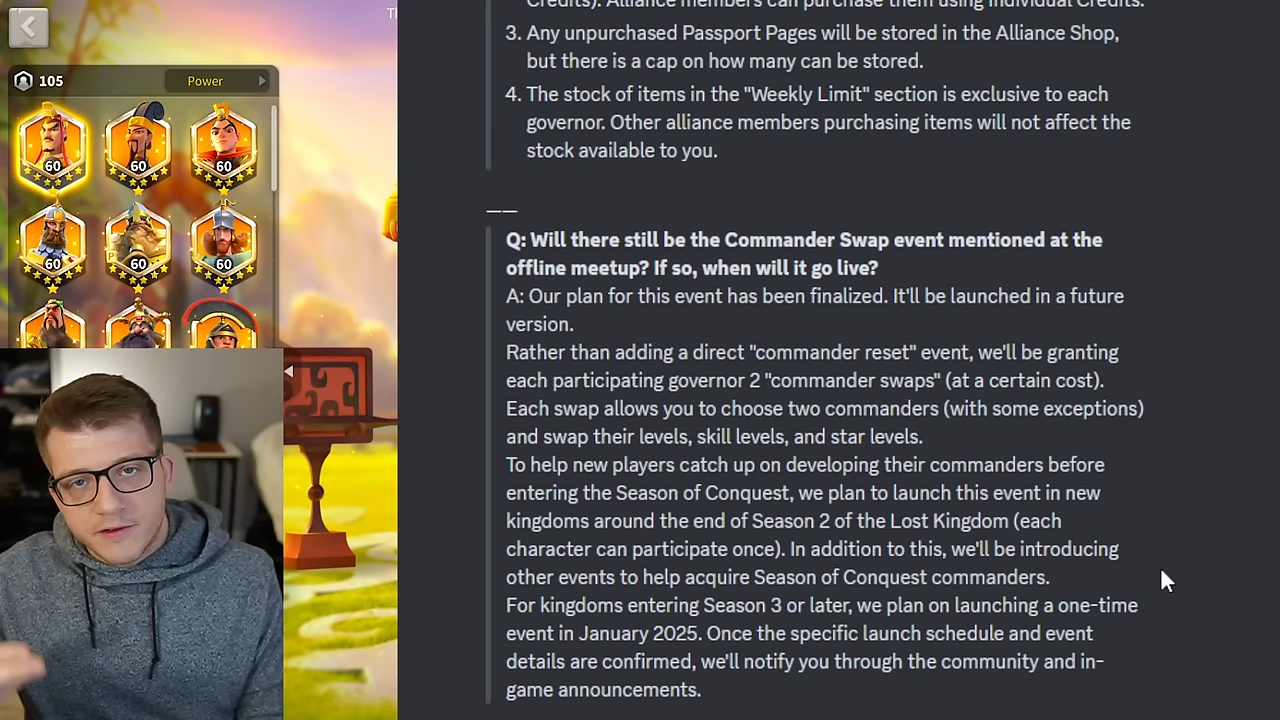 Th
105
Power
60
60
60
60
60
60
Credits). Alliance members can purchase them using Individual Credits.
3. Any unpurchased Passport Pages will be stored in the Alliance Shop,
but there is a cap on how many can be stored.
4. The stock of items in the "Weekly Limit" section is exclusive to each
governor. Other alliance members purchasing items will not affect the
stock available to you.
——
Q: Will there still be the Commander Swap event mentioned at the
offline meetup? If so, when will it go live?
A: Our plan for this event has been finalized. It'll be launched in a future
version.
Rather than adding a direct "commander reset" event, we'll be granting
each participating governor 2 "commander swaps" (at a certain cost).
Each swap allows you to choose two commanders (with some exceptions)
and swap their levels, skill levels, and star levels.
To help new players catch up on developing their commanders before
entering the Season of Conquest, we plan to launch this event in new
kingdoms around the end of Season 2 of the Lost Kingdom (each
character can participate once). In addition to this, we'll be introducing
other events to help acquire Season of Conquest commanders.
For kingdoms entering Season 3 or later, we plan on launching a one-time
event in January 2025. Once the specific launch schedule and event
details are confirmed, we'll notify you through the community and in-
game announcements.